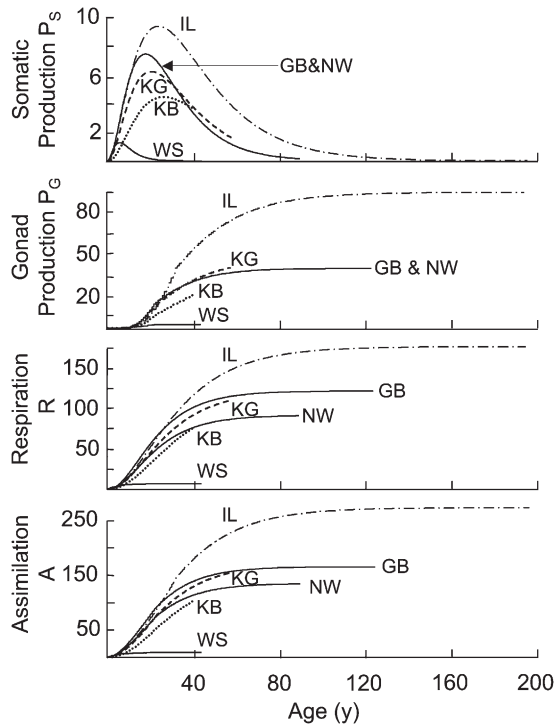 Somatic
Production PS
10
6
2
IL
GB&NW
KG
KB
WS
Gonad
Production PG
80
50
20
IL
KG
GB & NW
KB
WS
Respiration
R
150
100
50
IL
GB
KG
NW
KB
WS
Assimilation
A
250
150
50
IL
GB
KG
NW
KB
WS
40 80 120 160 200
Age (y)